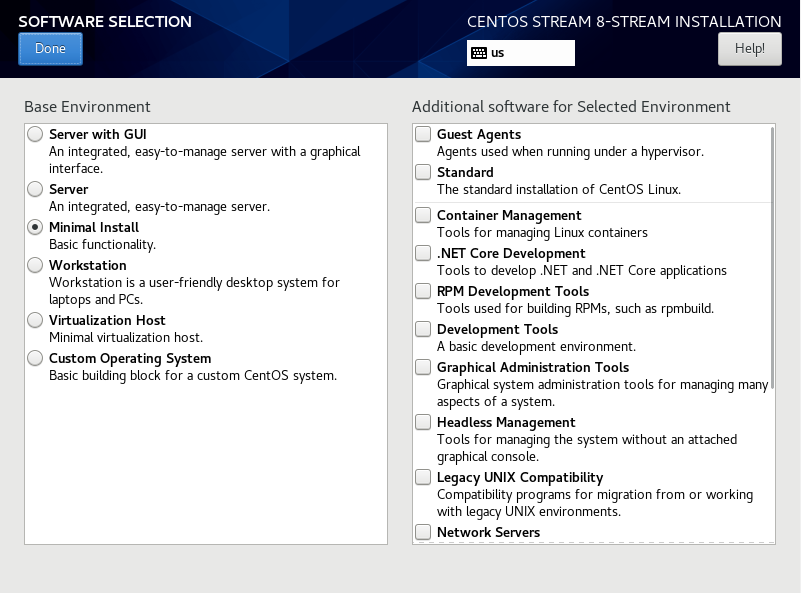 SOFTWARE SELECTION
CENTOS STREAM 8-STREAM INSTALLATION
Done
us
Help!
Base Environment
Server with GUI
An integrated, easy-to-manage server with a graphical
interface.
Server
An integrated, easy-to-manage server.
Minimal Install
Basic functionality.
Workstation
Workstation is a user-friendly desktop system for
laptops and PCs.
Virtualization Host
Minimal virtualization host.
Custom Operating System
Basic building block for a custom CentOS system.
Additional software for Selected Environment
Guest Agents
Agents used when running under a hypervisor.
Standard
The standard installation of CentOS Linux.
Container Management
Tools for managing Linux containers
.NET Core Development
Tools to develop .NET and .NET Core applications
RPM Development Tools
Tools used for building RPMs, such as rpmbuild.
Development Tools
A basic development environment.
Graphical Administration Tools
Graphical system administration tools for managing many
aspects of a system.
Headless Management
Tools for managing the system without an attached
graphical console.
Legacy UNIX Compatibility
Compatibility programs for migration from or working
with legacy UNIX environments.
Network Servers